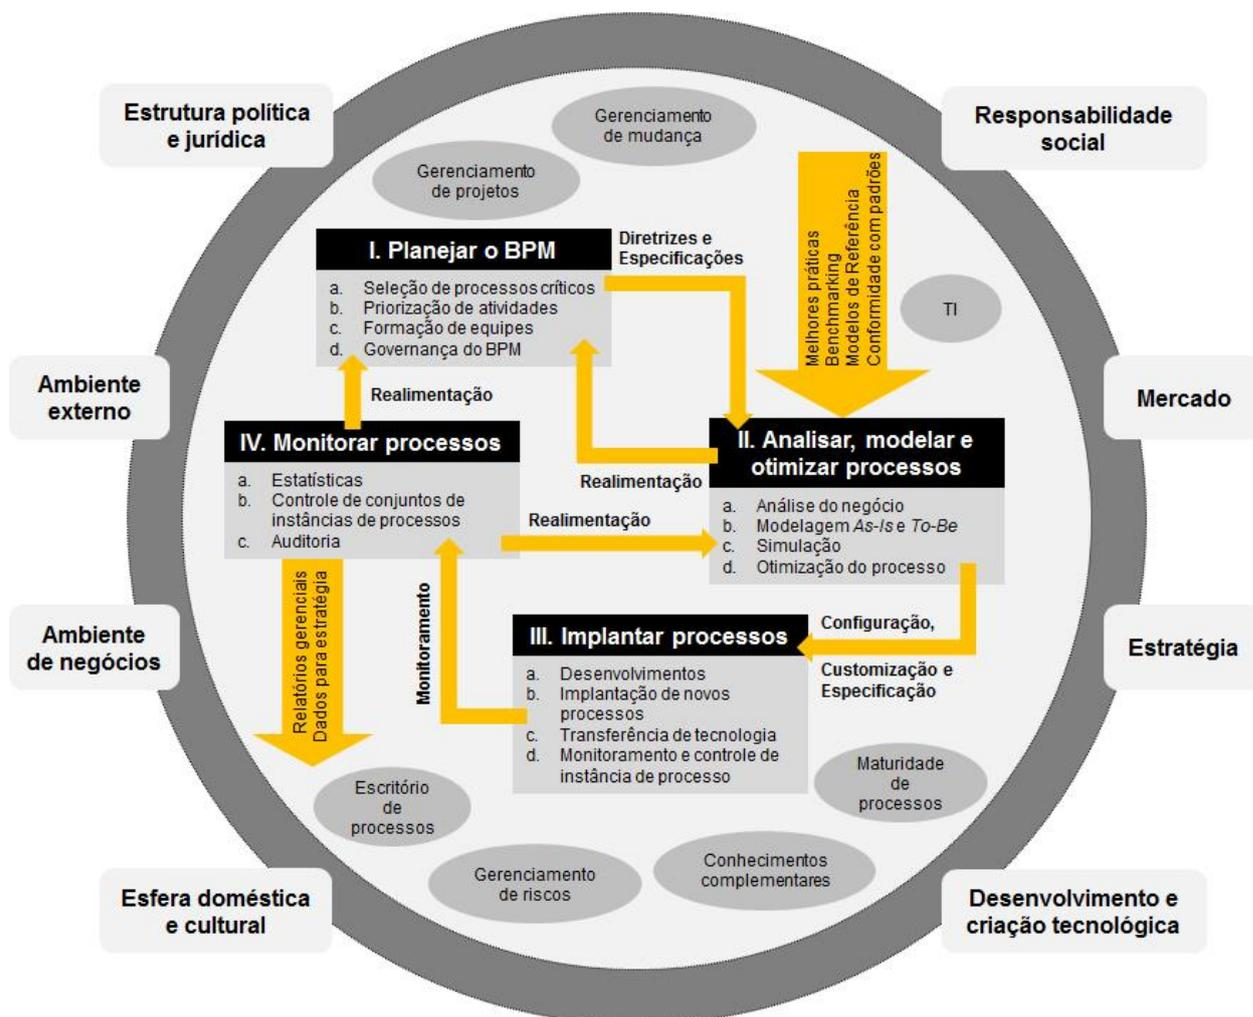 Estrutura política
e jurídica
Responsabilidade
social
Gerenciamento
de mudança
Gerenciamento
de projetos
Melhores práticas
Benchmarking
Modelos de Referência
Conformidade com padrões
TI
I. Planejar o BPM
a. Seleção de processos críticos
b. Priorização de atividades
c. Formação de equipes
d. Governança do BPM
Diretrizes e
Especificações
Ambiente
externo
Mercado
Realimentação
IV. Monitorar processos
a. Estatísticas
b. Controle de conjuntos de
instâncias de processos
c. Auditoria
II. Analisar, modelar e
otimizar processos
a. Análise do negócio
b. Modelagem As-Is e To-Be
c. Simulação
d. Otimização do processo
Realimentação
Realimentação
Relatórios gerenciais
Dados para estratégia
Monitoramento
III. Implantar processos
a. Desenvolvimentos
b. Implantação de novos
processos
c. Transferência de tecnologia
d. Monitoramento e controle de
instância de processo
Configuração,
Customização e
Especificação
Ambiente
de negócios
Estratégia
Escritório
de
processos
Maturidade
de
processos
Gerenciamento
de riscos
Conhecimentos
complementares
Esfera doméstica
e cultural
Desenvolvimento e
criação tecnológica